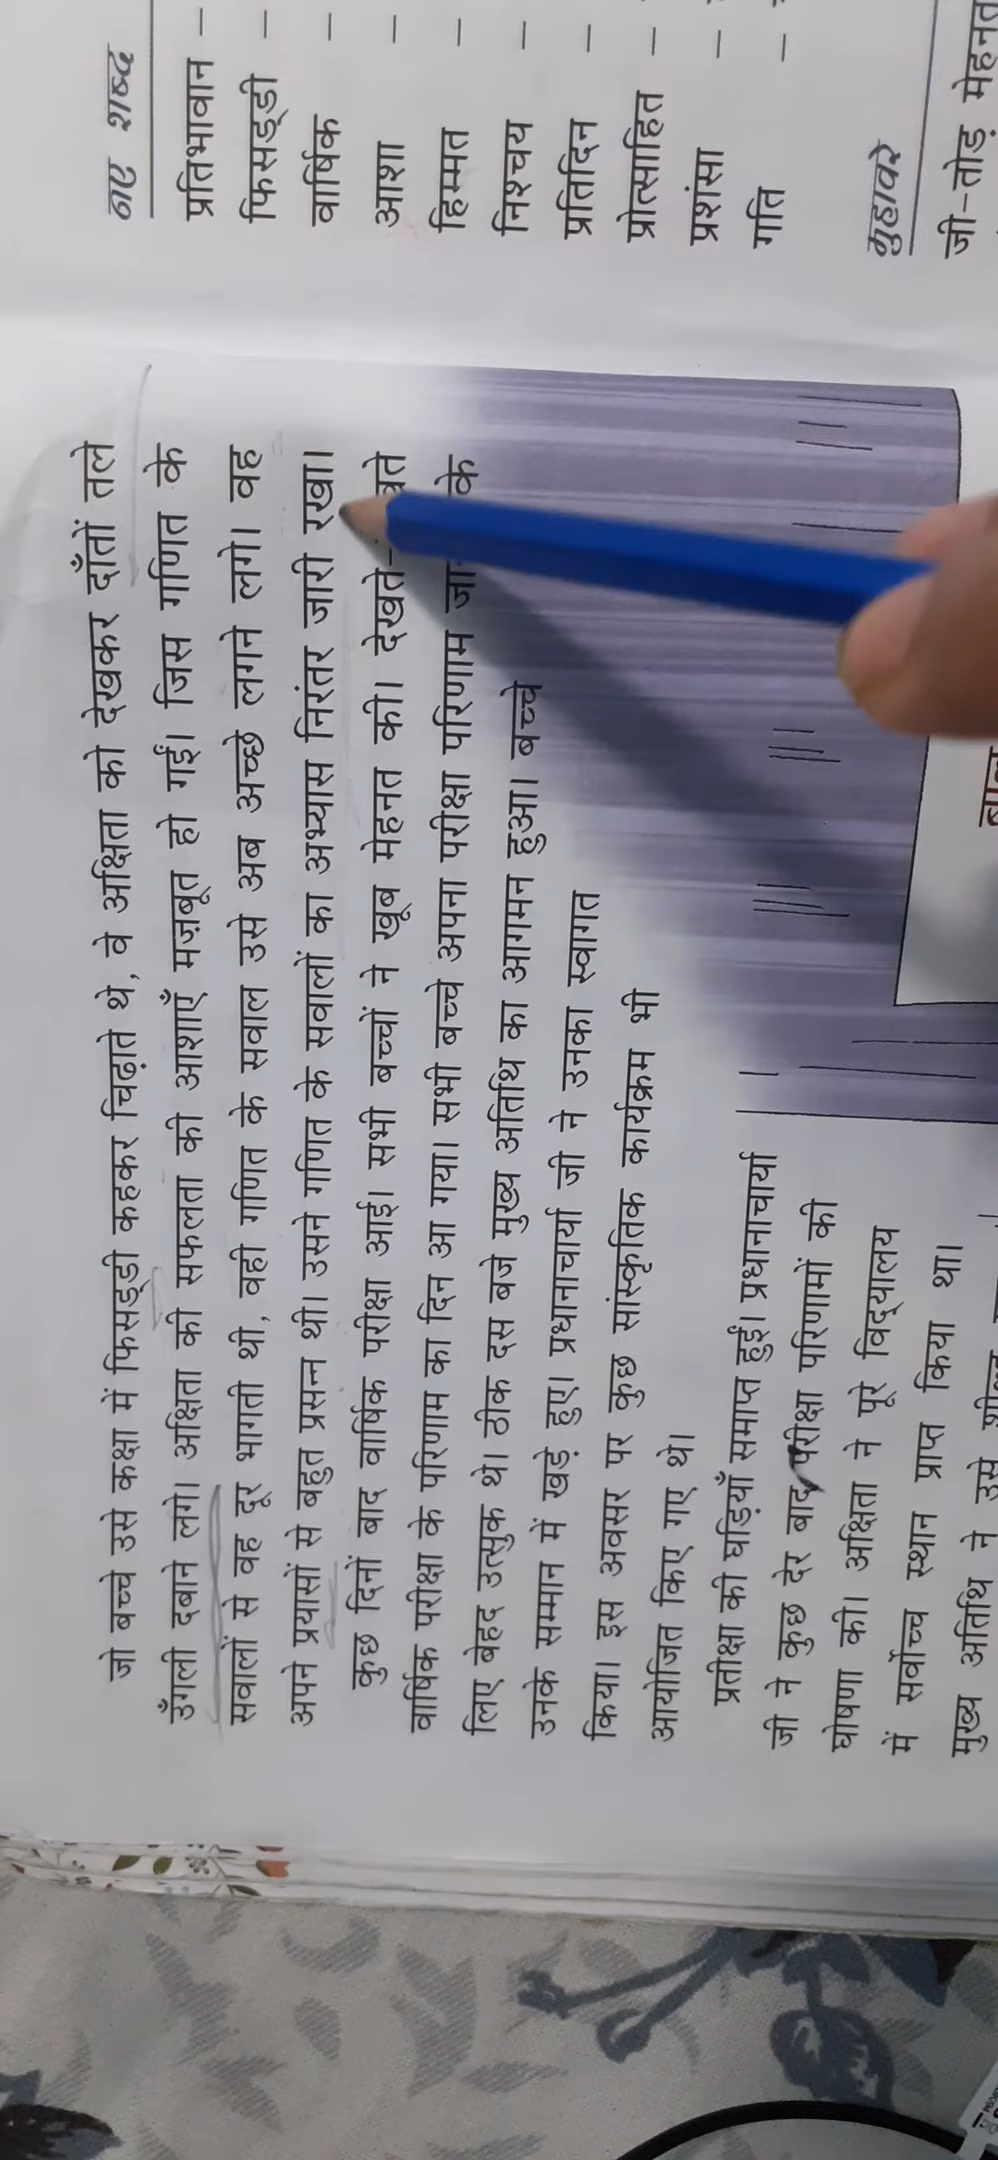 जो बच्चे उसे कक्षा में फिसड्डी कहकर चिढ़ाते थे, वे अक्षिता को देखकर दाँतों तले
उँगली दबाने लगे। अक्षिता की सफलता की आशाएँ मज़बूत हो गईं। जिस गणित के
सवालों से वह दूर भागती थी, वही गणित के सवाल उसे अब अच्छे लगने लगे। वह
अपने प्रयासों से बहुत प्रसन्न थी। उसने गणित के सवालों का अभ्यास निरंतर जारी रखा।
कुछ दिनों बाद वार्षिक परीक्षा आई। सभी बच्चों ने खूब मेहनत की। देखते-
वार्षिक परीक्षा के परिणाम का दिन आ गया। सभी बच्चे अपना परीक्षा परिणाम के
लिए बेहद उत्सुक थे। ठीक दस बजे मुख्य अतिथि का आगमन हुआ। बच्चे
उनके सम्मान में खड़े हुए। प्रधानाचार्या जी ने उनका स्वागत
किया। इस अवसर पर कुछ सांस्कृतिक कार्यक्रम भी
आयोजित किए गए थे।
प्रतीक्षा की घड़ियाँ समाप्त हुईं। प्रधानाचार्या
जी ने कुछ देर बाद परीक्षा परिणामों की
घोषणा की। अक्षिता ने पूरे विद्यालय
में सर्वोच्च स्थान प्राप्त किया था।
मुख्य अतिथि ने उसे
नए शब्द
प्रतिभावान –
फिसड्डी –
वार्षिक –
आशा –
हिम्मत –
निश्चय –
प्रतिदिन –
प्रोत्साहित –
प्रशंसा –
गति –
मुहावरे
जी-तोड़ मेहनत